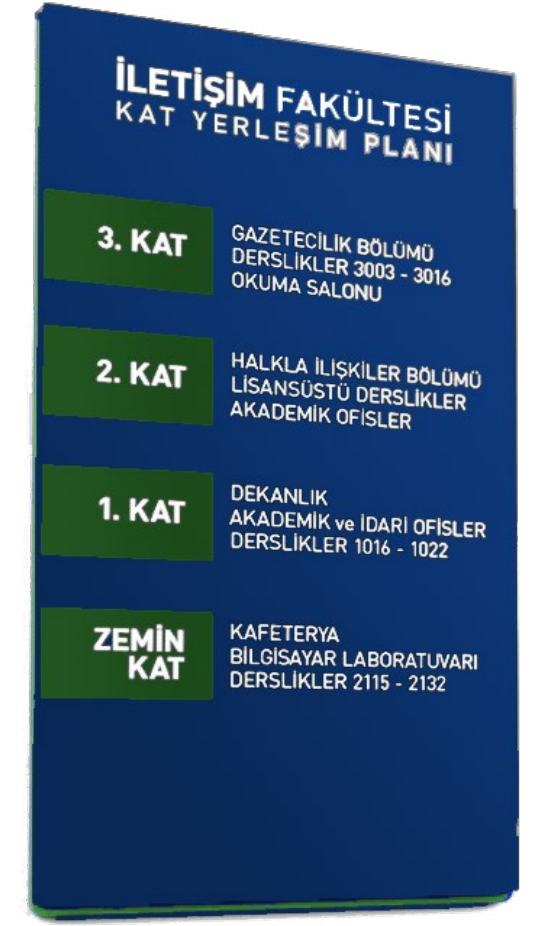 İLETİŞİM FAKÜLTESİ
KAT YERLEŞİM PLANI
3. KAT
GAZETECİLİK BÖLÜMÜ
DERSLİKLER 3003 - 3016
OKUMA SALONU
2. KAT
HALKLA İLİŞKİLER BÖLÜMÜ
LİSANSÜSTÜ DERSLİKLER
AKADEMİK OFİSLER
1. KAT
DEKANLIK
AKADEMİK ve İDARİ OFİSLER
DERSLİKLER 1016 - 1022
ZEMİN
KAT
KAFETERYA
BİLGİSAYAR LABORATUVARI
DERSLİKLER 2115 - 2132